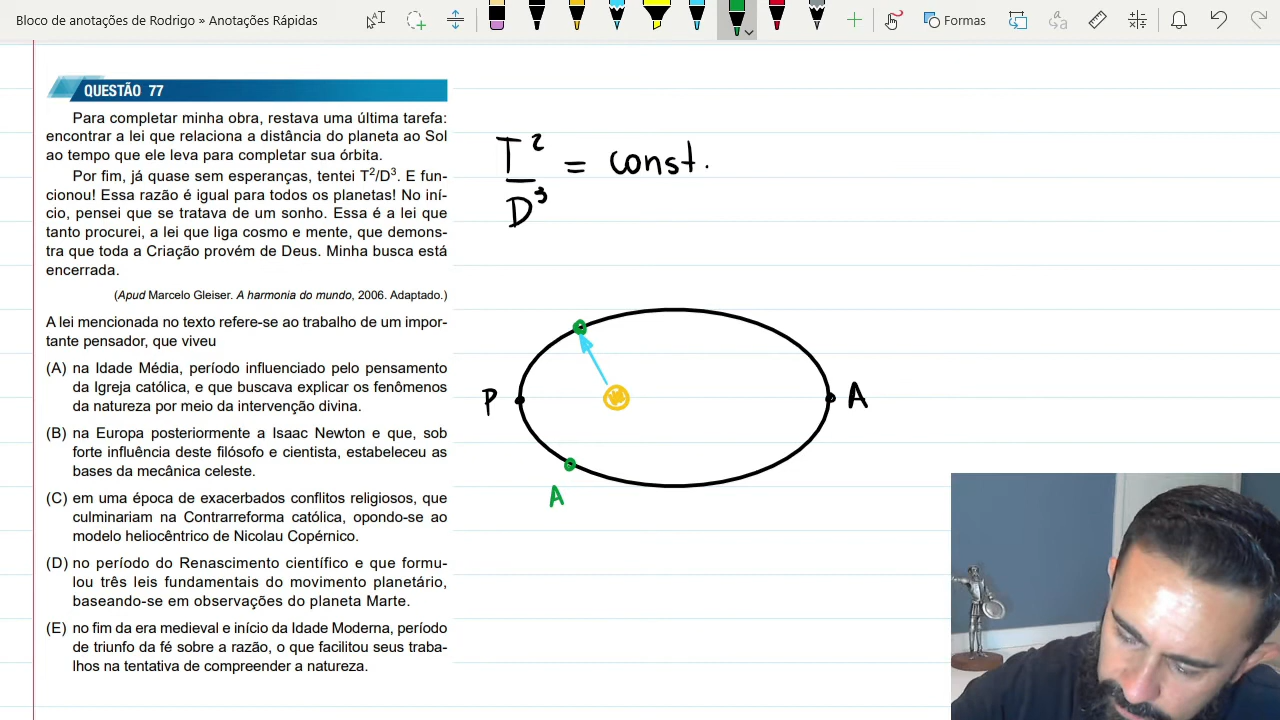 Bloco de anotações de Rodrigo » Anotações Rápidas
Formas
QUESTÃO 77
Para completar minha obra, restava uma última tarefa:
encontrar a lei que relaciona a distância do planeta ao Sol
ao tempo que ele leva para completar sua órbita.
Por fim, já quase sem esperanças, tentei T²/D³. E fun-
cionou! Essa razão é igual para todos os planetas! No iní-
cio, pensei que se tratava de um sonho. Essa é a lei que
tanto procurei, a lei que liga cosmo e mente, que demons-
tra que toda a Criação provém de Deus. Minha busca está
encerrada.
(Apud Marcelo Gleiser. A harmonia do mundo, 2006. Adaptado.)
A lei mencionada no texto refere-se ao trabalho de um impor-
tante pensador, que viveu
(A) na Idade Média, período influenciado pelo pensamento
da Igreja católica, e que buscava explicar os fenômenos
da natureza por meio da intervenção divina.
(B) na Europa posteriormente a Isaac Newton e que, sob
forte influência deste filósofo e cientista, estabeleceu as
bases da mecânica celeste.
(C) em uma época de exacerbados conflitos religiosos, que
culminariam na Contrarreforma católica, opondo-se ao
modelo heliocêntrico de Nicolau Copérnico.
(D) no período do Renascimento científico e que formu-
lou três leis fundamentais do movimento planetário,
baseando-se em observações do planeta Marte.
(E) no fim da era medieval e início da Idade Moderna, período
de triunfo da fé sobre a razão, o que facilitou seus traba-
lhos na tentativa de compreender a natureza.
T²
= const.
D³
P
A
A